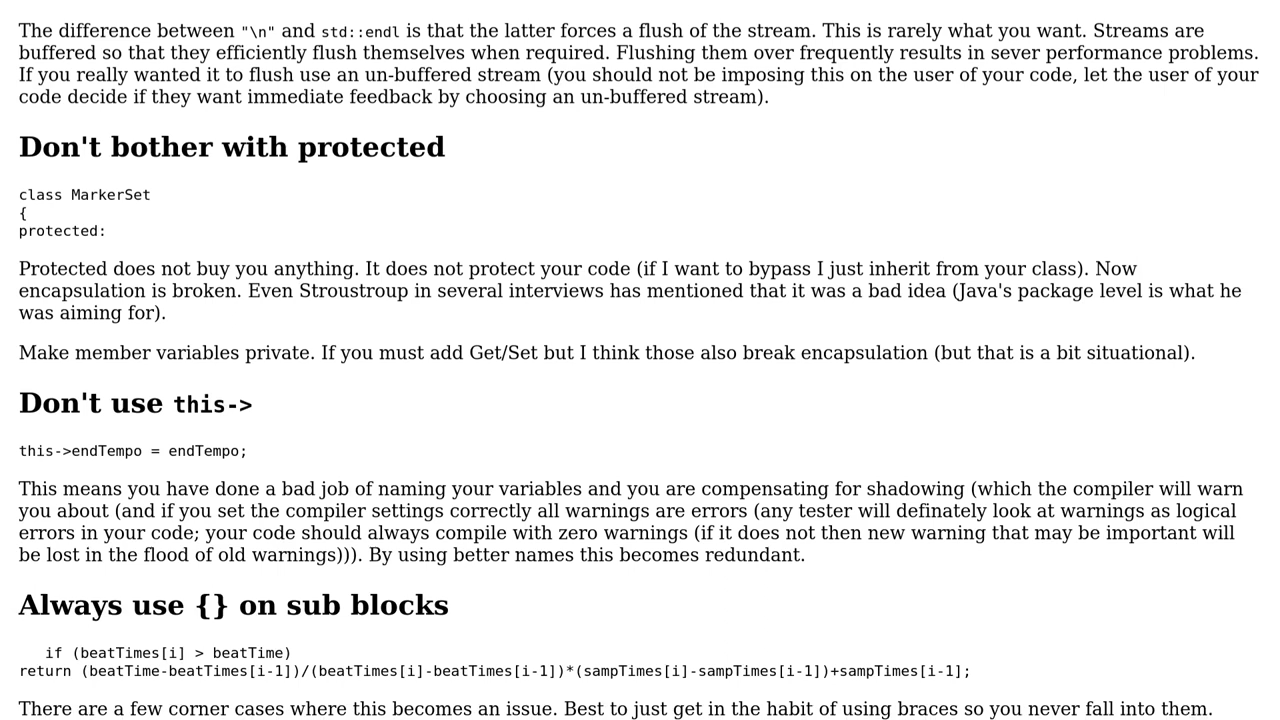 The difference between "\n" and std::endl is that the latter forces a flush of the stream. This is rarely what you want. Streams are
buffered so that they efficiently flush themselves when required. Flushing them over frequently results in sever performance problems.
If you really wanted it to flush use an un-buffered stream (you should not be imposing this on the user of your code, let the user of your
code decide if they want immediate feedback by choosing an un-buffered stream).
Don't bother with protected
class MarkerSet
{
protected:
Protected does not buy you anything. It does not protect your code (if I want to bypass I just inherit from your class). Now
encapsulation is broken. Even Stroustroup in several interviews has mentioned that it was a bad idea (Java's package level is what he
was aiming for).
Make member variables private. If you must add Get/Set but I think those also break encapsulation (but that is a bit situational).
Don't use this->
this->endTempo = endTempo;
This means you have done a bad job of naming your variables and you are compensating for shadowing (which the compiler will warn
you about (and if you set the compiler settings correctly all warnings are errors (any tester will definately look at warnings as logical
errors in your code; your code should always compile with zero warnings (if it does not then new warning that may be important will
be lost in the flood of old warnings))). By using better names this becomes redundant.
Always use {} on sub blocks
   if (beatTimes[i] > beatTime)
return (beatTime-beatTimes[i-1])/(beatTimes[i]-beatTimes[i-1])*(sampTimes[i]-sampTimes[i-1])+sampTimes[i-1];
There are a few corner cases where this becomes an issue. Best to just get in the habit of using braces so you never fall into them.